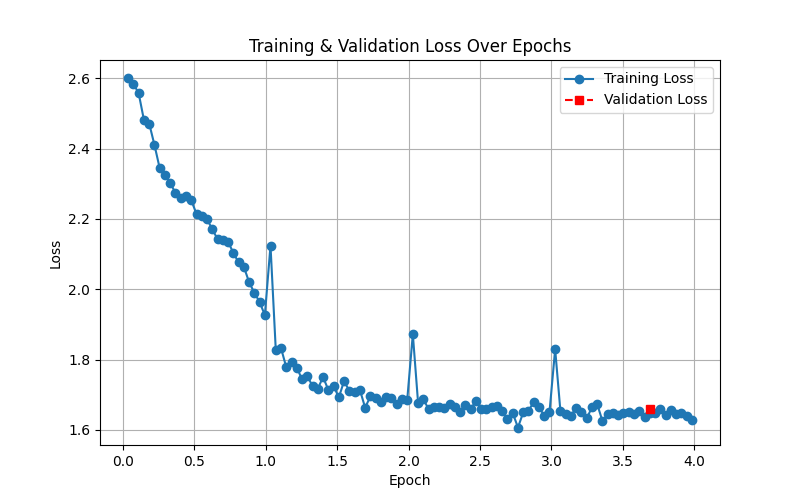 Training & Validation Loss Over Epochs
Training Loss
Validation Loss
Loss
2.6
2.4
2.2
2.0
1.8
1.6
0.0 0.5 1.0 1.5 2.0 2.5 3.0 3.5 4.0
Epoch